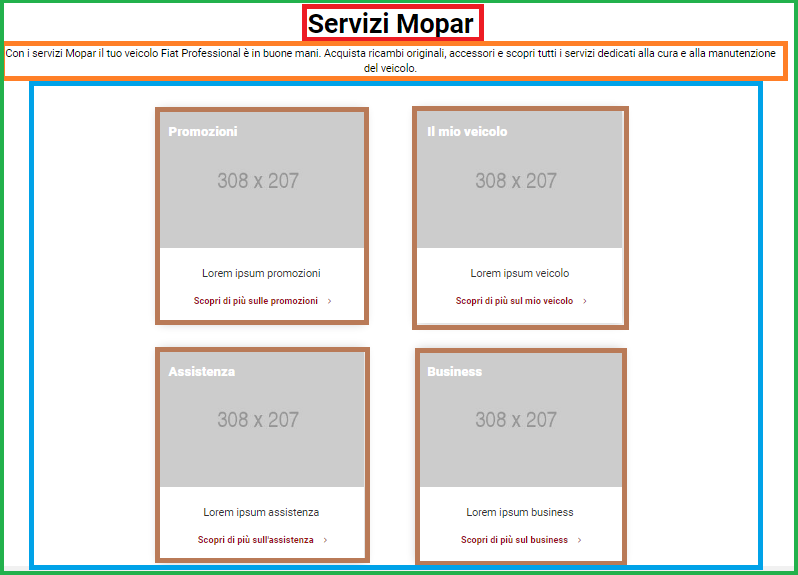 Servizi Mopar
Con i servizi Mopar il tuo veicolo Fiat Professional è in buone mani. Acquista ricambi originali, accessori e scopri tutti i servizi dedicati alla cura e alla manutenzione
del veicolo.
Promozioni
308 x 207
Lorem ipsum promozioni
Scopri di più sulle promozioni >
Il mio veicolo
308 x 207
Lorem ipsum veicolo
Scopri di più sul mio veicolo >
Assistenza
308 x 207
Lorem ipsum assistenza
Scopri di più sull'assistenza >
Business
308 x 207
Lorem ipsum business
Scopri di più sul business >